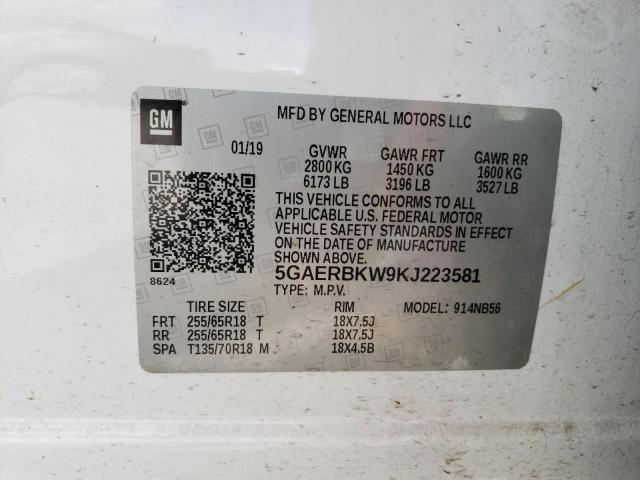 GM
MFD BY GENERAL MOTORS LLC
01/19 GVWR GAWR FRT GAWR RR
2800 KG 1450 KG 1600 KG
6173 LB 3196 LB 3527 LB
THIS VEHICLE CONFORMS TO ALL
APPLICABLE U.S. FEDERAL MOTOR
VEHICLE SAFETY STANDARDS IN EFFECT
ON THE DATE OF MANUFACTURE
SHOWN ABOVE.
8624
5GAERBKW9KJ223581
TYPE: M.P.V.
TIRE SIZE RIM MODEL: 914NB56
FRT 255/65R18 T 18X7.5J
RR 255/65R18 T 18X7.5J
SPA T135/70R18 M 18X4.5B